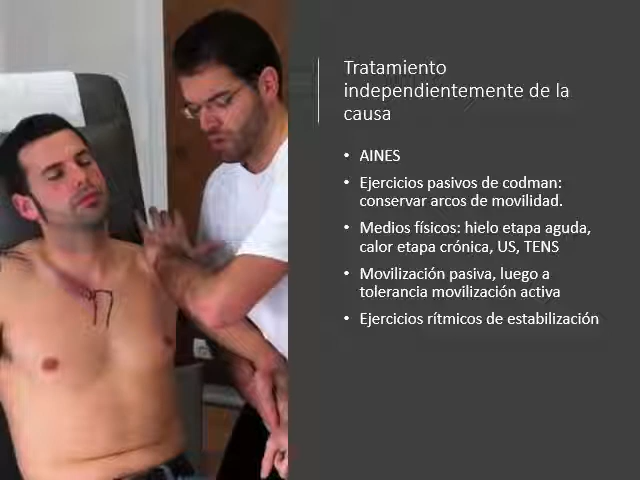 Tratamiento
independientemente de la
causa
• AINES
• Ejercicios pasivos de codman:
conservar arcos de movilidad.
• Medios físicos: hielo etapa aguda,
calor etapa crónica, US, TENS
• Movilización pasiva, luego a
tolerancia movilización activa
• Ejercicios rítmicos de estabilización